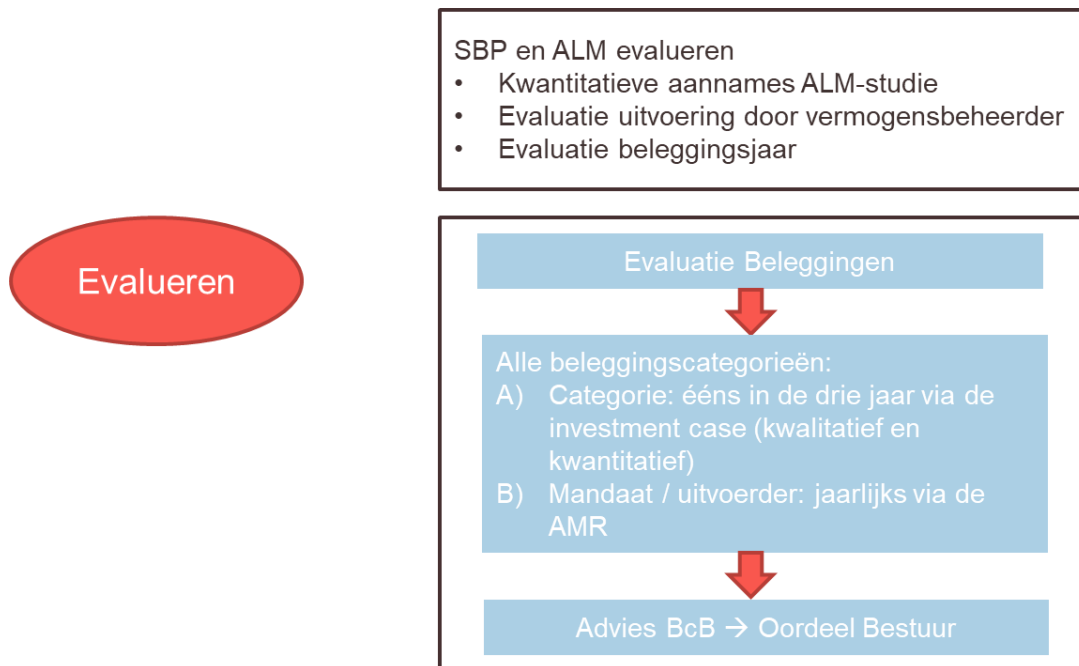 SBP en ALM evalueren
• Kwantitatieve aannames ALM-studie
• Evaluatie uitvoering door vermogensbeheerder
• Evaluatie beleggingsjaar
Evalueren
Evaluatie Beleggingen
Alle beleggingscategorieën:
A) Categorie: ééns in de drie jaar via de
investment case (kwalitatief en
kwantitatief)
B) Mandaat / uitvoerder: jaarlijks via de
AMR
Advies BcB → Oordeel Bestuur